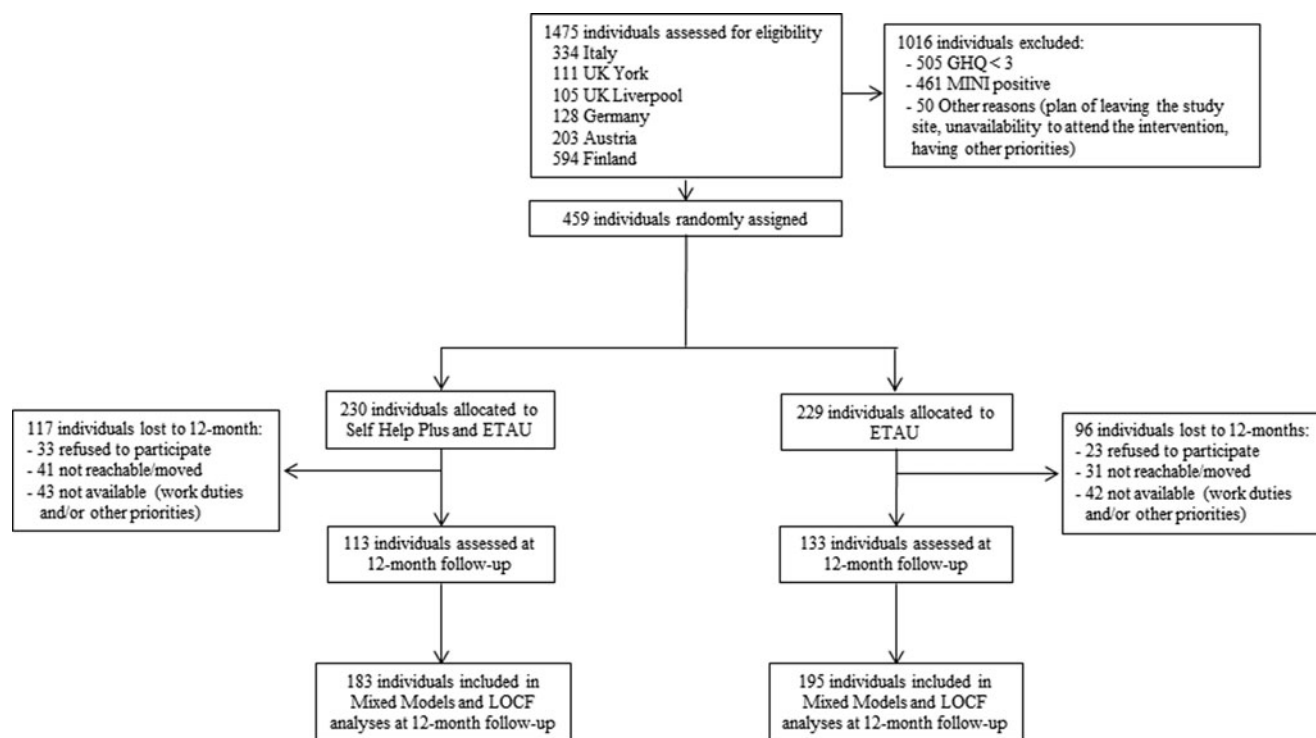 1475 individuals assessed for eligibility
334 Italy
111 UK York
105 UK Liverpool
128 Germany
203 Austria
594 Finland
1016 individuals excluded:
- 505 GHQ < 3
- 461 MINI positive
- 50 Other reasons (plan of leaving the study
site, unavailability to attend the intervention,
having other priorities)
459 individuals randomly assigned
230 individuals allocated to
Self Help Plus and ETAU
229 individuals allocated to
ETAU
117 individuals lost to 12-month:
- 33 refused to participate
- 41 not reachable/moved
- 43 not available (work duties
and/or other priorities)
96 individuals lost to 12-months:
- 23 refused to participate
- 31 not reachable/moved
- 42 not available (work duties
and/or other priorities)
113 individuals assessed at
12-month follow-up
133 individuals assessed at
12-month follow-up
183 individuals included in
Mixed Models and LOCF
analyses at 12-month follow-up
195 individuals included in
Mixed Models and LOCF
analyses at 12-month follow-up